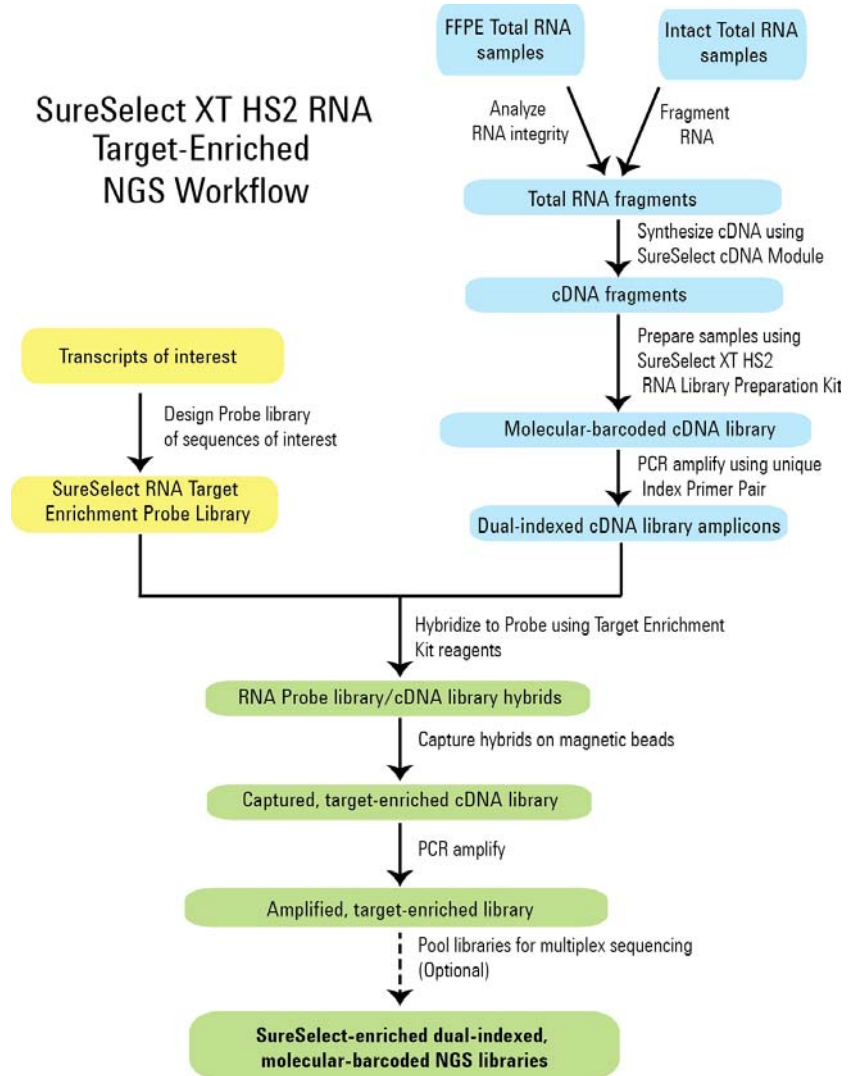 SureSelect XT HS2 RNA
Target-Enriched
NGS Workflow
FFPE Total RNA
samples
Intact Total RNA
samples
Analyze
RNA integrity
Fragment
RNA
Total RNA fragments
Synthesize cDNA using
SureSelect cDNA Module
cDNA fragments
Prepare samples using
SureSelect XT HS2
RNA Library Preparation Kit
Molecular-barcoded cDNA library
PCR amplify using unique
Index Primer Pair
Dual-indexed cDNA library amplicons
Transcripts of interest
Design Probe library
of sequences of interest
SureSelect RNA Target
Enrichment Probe Library
Hybridize to Probe using Target Enrichment
Kit reagents
RNA Probe library/cDNA library hybrids
Capture hybrids on magnetic beads
Captured, target-enriched cDNA library
PCR amplify
Amplified, target-enriched library
Pool libraries for multiplex sequencing
(Optional)
SureSelect-enriched dual-indexed,
molecular-barcoded NGS libraries